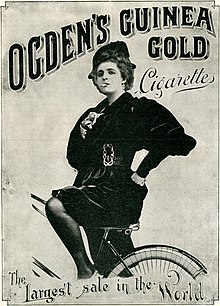 OGDEN'S GUINEA
GOLD
Cigarettes
The largest sale in the World